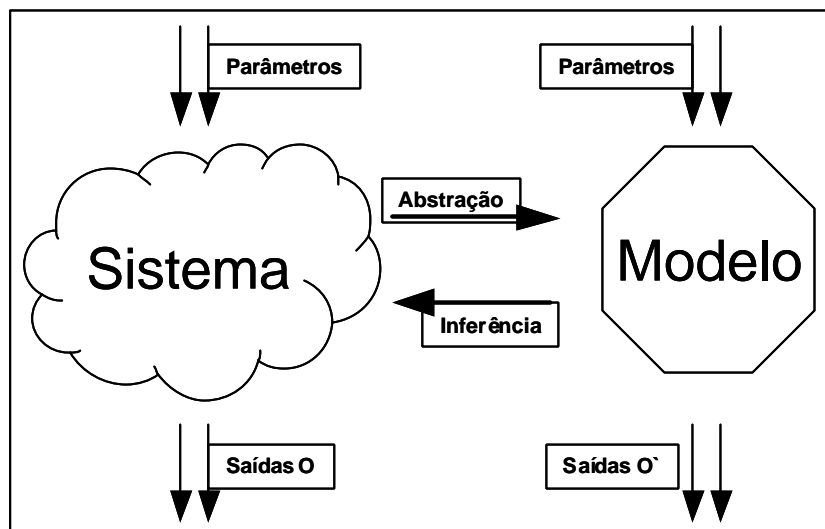 Parâmetros
Parâmetros
Abstração
Sistema
Modelo
Inferência
Saídas O
Saídas O`